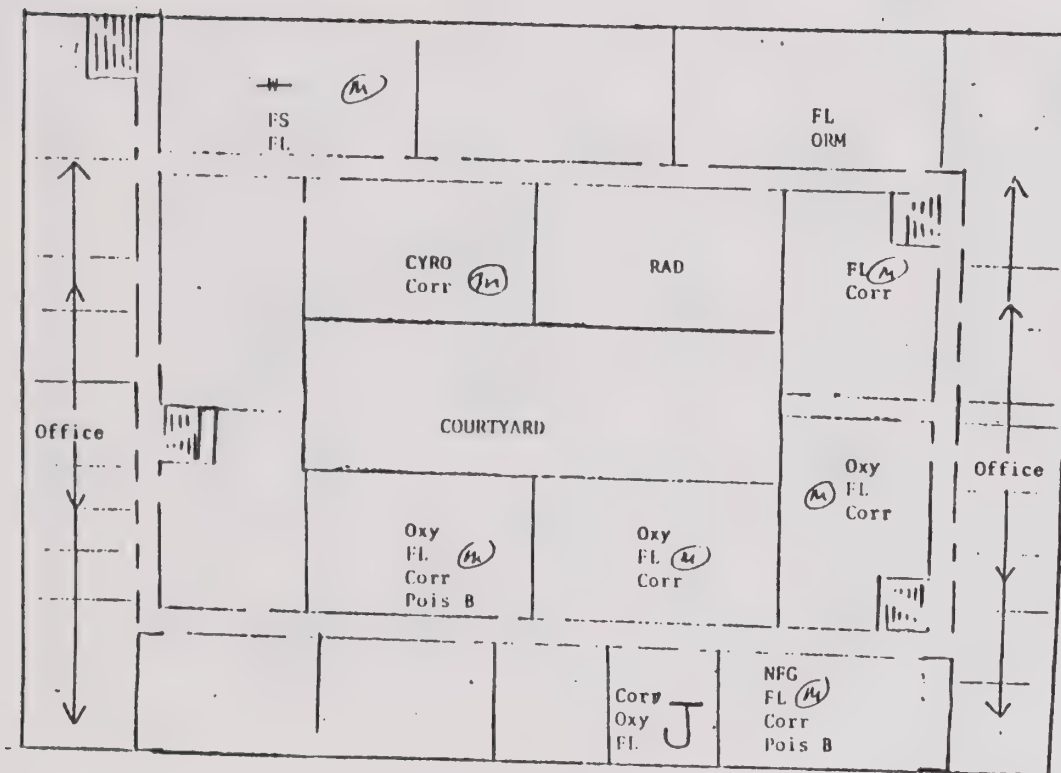 W M
FS
FL
FL
ORM
CYRO
Corr M
RAD
FL M
Corr
Office
COURTYARD
Oxy
M FL
Corr
Office
Oxy
FL M
Corr
Pois B
Oxy
FL M
Corr
Corr
Oxy
FL
J
NFG
FL M
Corr
Pois B